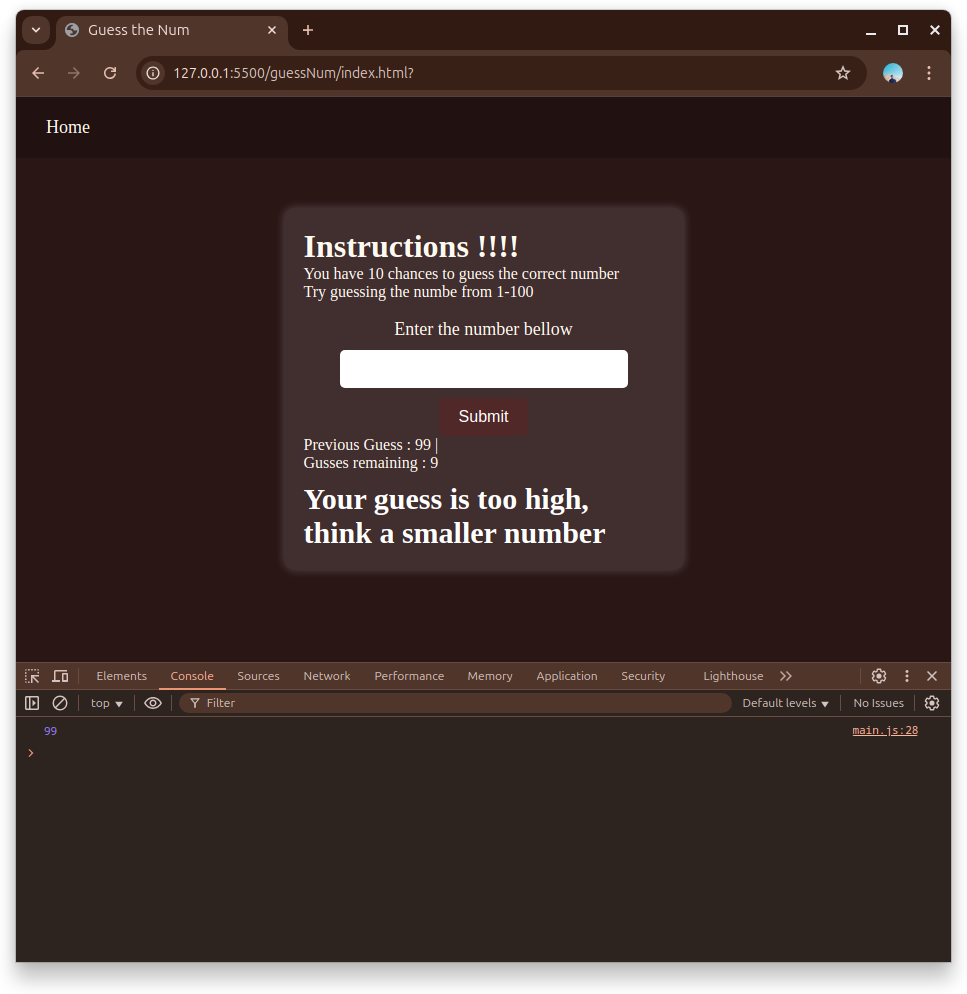 Guess the Num
127.0.0.1:5500/guessNum/index.html?
Home
Instructions !!!!
You have 10 chances to guess the correct number
Try guessing the numbe from 1-100
Enter the number bellow
Submit
Previous Guess : 99 |
Gusses remaining : 9
Your guess is too high,
think a smaller number
Elements Console Sources Network Performance Memory Application Security Lighthouse
top Filter Default levels No Issues
99 main.js:28